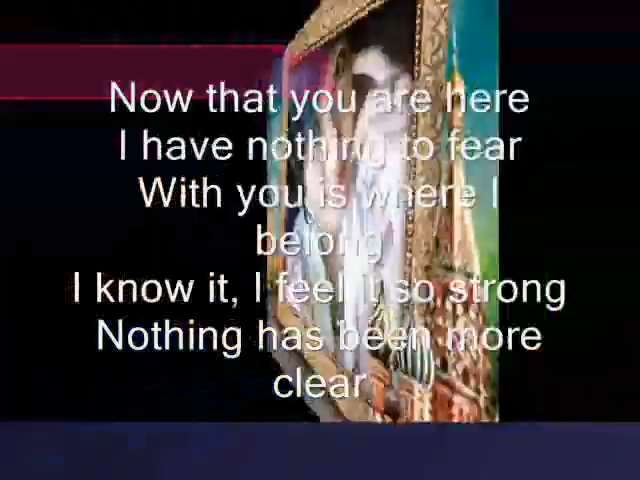 Now that you are here
I have nothing to fear
With you is where I
belong
I know it, I feel it so strong
Nothing has been more
clear